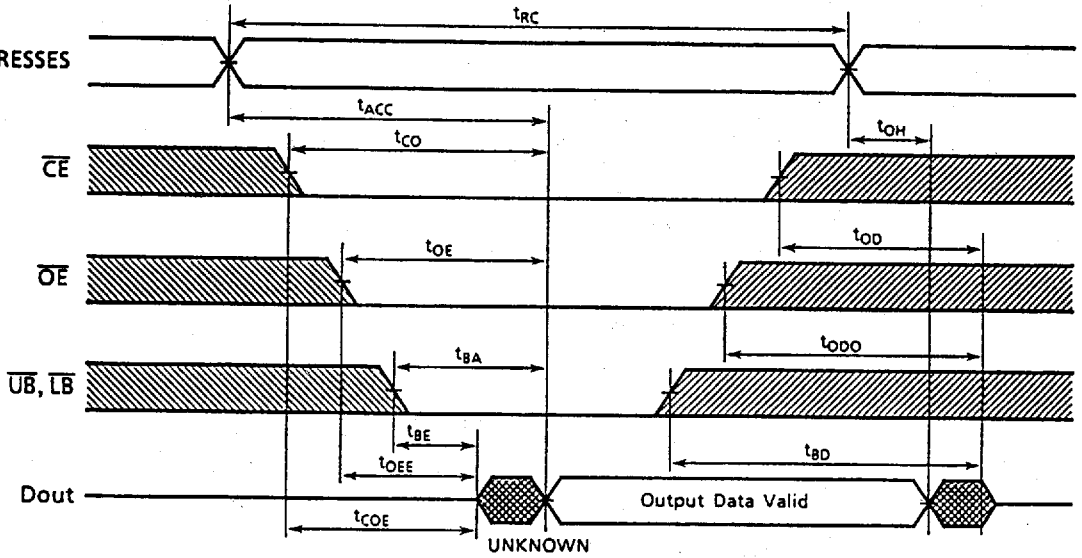 tRC
RESSES
tACC
tCO
tOH
CE
tOE
tOD
OE
tBA
tODO
UB, LB
tBE
tOEE
tBD
Dout
Output Data Valid
tCOE
UNKNOWN